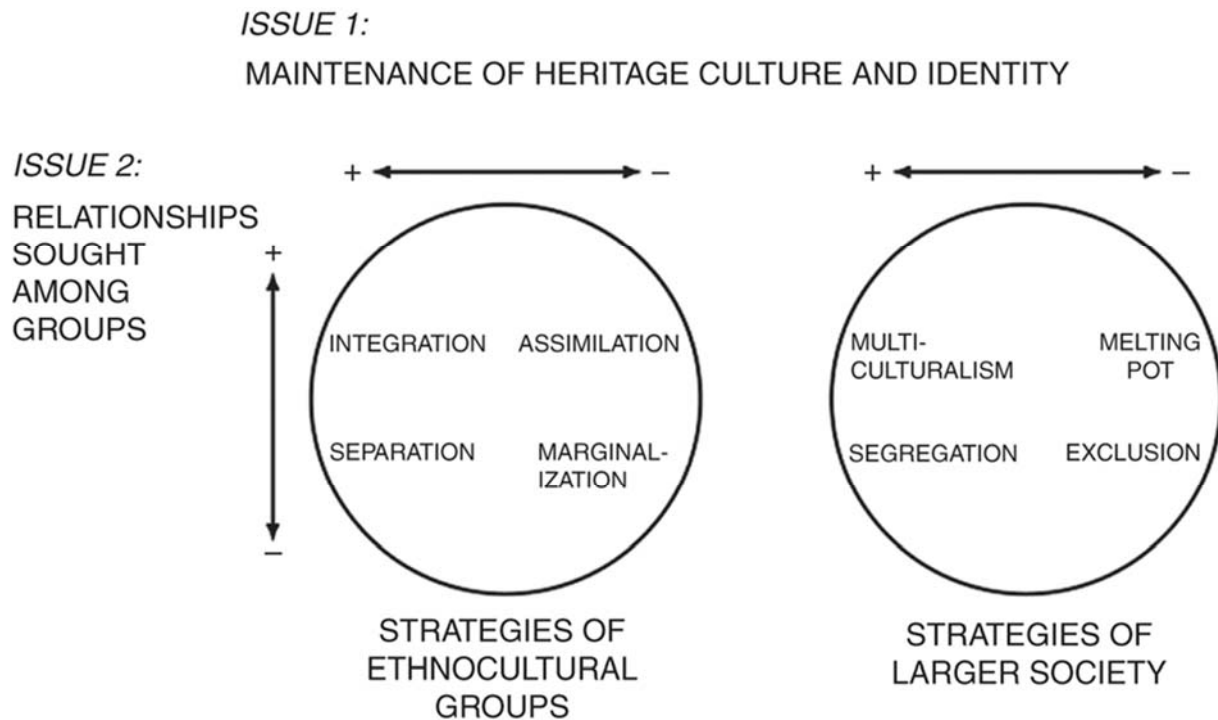 ISSUE 1:
MAINTENANCE OF HERITAGE CULTURE AND IDENTITY
ISSUE 2:
RELATIONSHIPS
SOUGHT
AMONG
GROUPS
+ −
+ −
+
−
INTEGRATION ASSIMILATION
SEPARATION MARGINAL-
IZATION
STRATEGIES OF
ETHNOCULTURAL
GROUPS
MULTI-
CULTURALISM
MELTING
POT
SEGREGATION EXCLUSION
STRATEGIES OF
LARGER SOCIETY